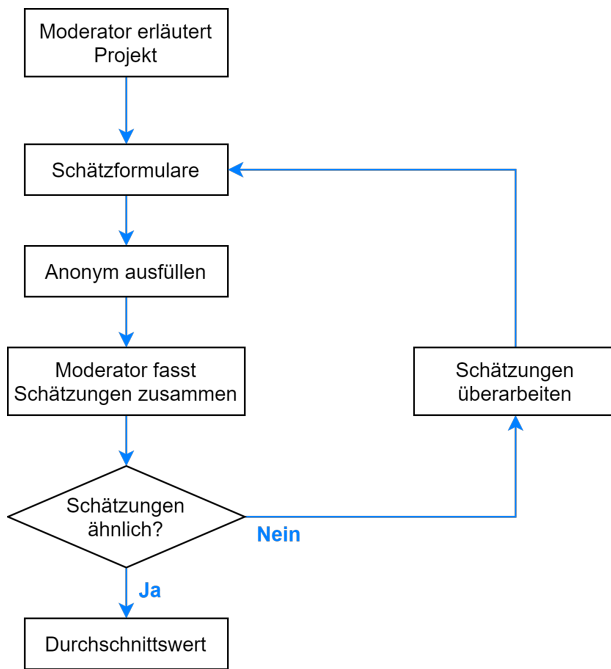 Moderator erläutert
Projekt
Schätzformulare
Anonym ausfüllen
Moderator fasst
Schätzungen zusammen
Schätzungen
überarbeiten
Schätzungen
ähnlich?
Nein
Ja
Durchschnittswert